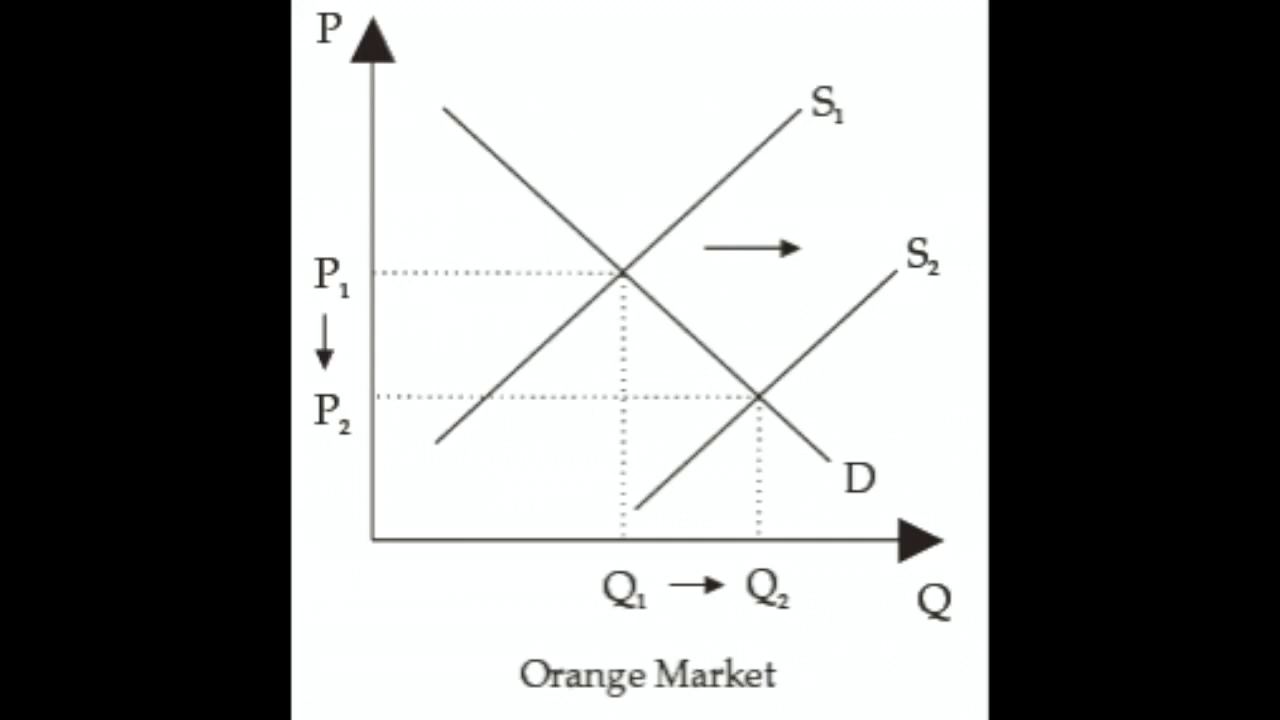 P
S₁
S₂
P₁
P₂
D
Q₁ → Q₂
Q
Orange Market